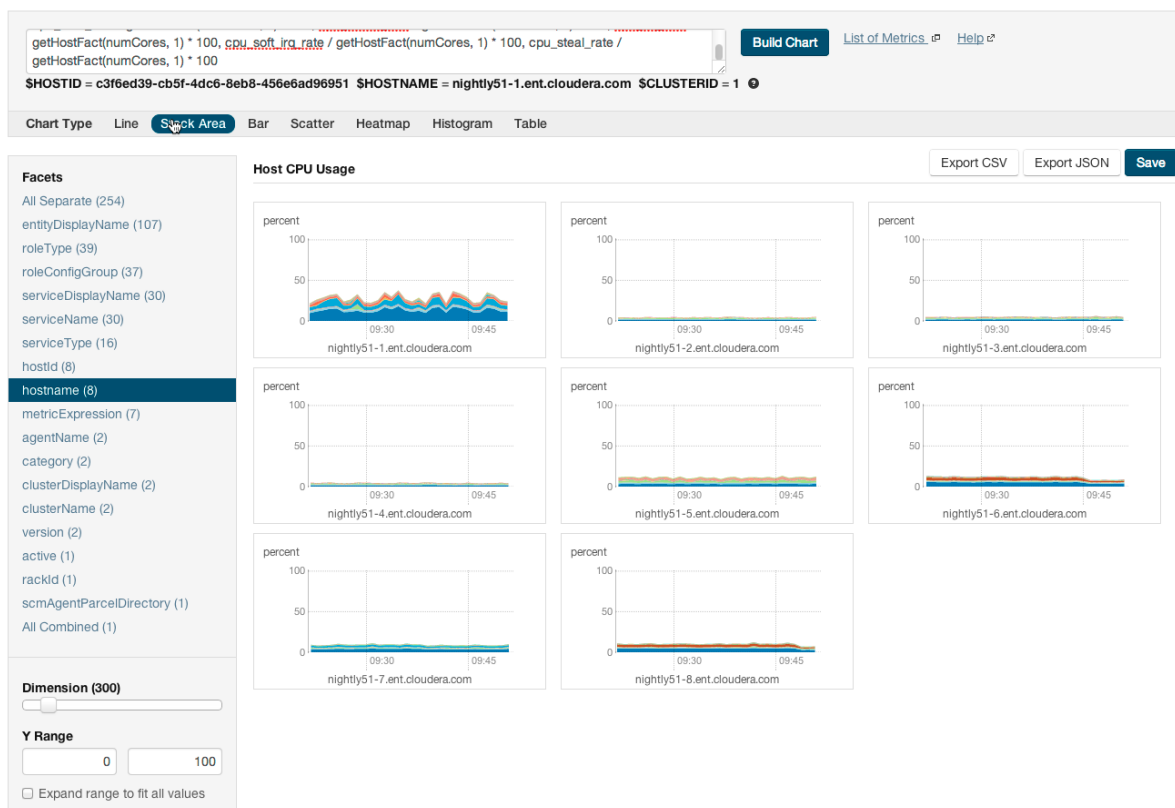 getHostFact(numCores, 1) * 100, cpu_soft_irq_rate / getHostFact(numCores, 1) * 100, cpu_steal_rate /
getHostFact(numCores, 1) * 100
Build Chart
List of Metrics
Help
$HOSTID = c3f6ed39-cb5f-4dc6-8eb8-456e6ad96951 $HOSTNAME = nightly51-1.ent.cloudera.com $CLUSTERID = 1
Chart Type Line Stack Area Bar Scatter Heatmap Histogram Table
Facets
All Separate (254)
entityDisplayName (107)
roleType (39)
roleConfigGroup (37)
serviceDisplayName (30)
serviceName (30)
serviceType (16)
hostId (8)
hostname (8)
metricExpression (7)
agentName (2)
category (2)
clusterDisplayName (2)
clusterName (2)
version (2)
active (1)
rackId (1)
scmAgentParcelDirectory (1)
All Combined (1)
Dimension (300)
Y Range
0 100
Expand range to fit all values
Host CPU Usage
Export CSV Export JSON Save
percent
100
50
0
09:30 09:45
nightly51-1.ent.cloudera.com
percent
100
50
0
09:30 09:45
nightly51-2.ent.cloudera.com
percent
100
50
0
09:30 09:45
nightly51-3.ent.cloudera.com
percent
100
50
0
09:30 09:45
nightly51-4.ent.cloudera.com
percent
100
50
0
09:30 09:45
nightly51-5.ent.cloudera.com
percent
100
50
0
09:30 09:45
nightly51-6.ent.cloudera.com
percent
100
50
0
09:30 09:45
nightly51-7.ent.cloudera.com
percent
100
50
0
09:30 09:45
nightly51-8.ent.cloudera.com